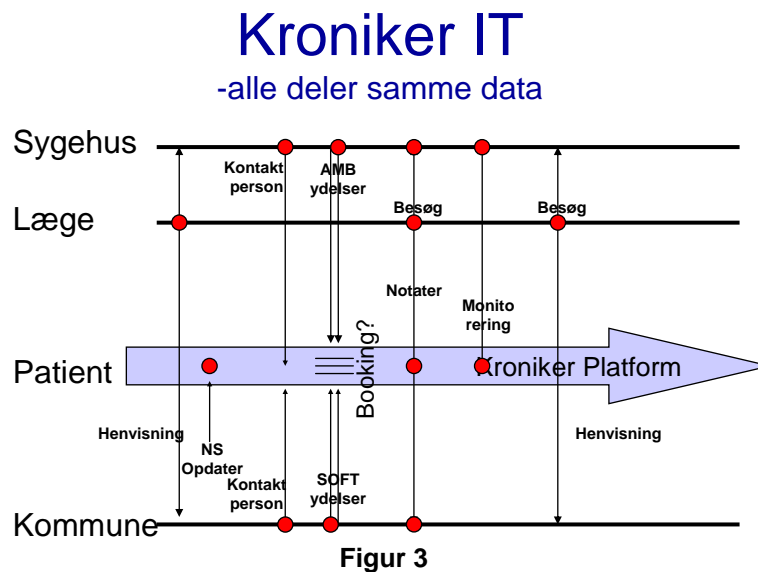 Kroniker IT
-alle deler samme data
Sygehus
Kontakt
person
AMB
ydelser
Læge
Besøg
Besøg
Notater
Monito
rering
Booking?
Patient
Kroniker Platform
Henvisning
NS
Opdater
Henvisning
Kontakt
person
SOFT
ydelser
Kommune
Figur 3